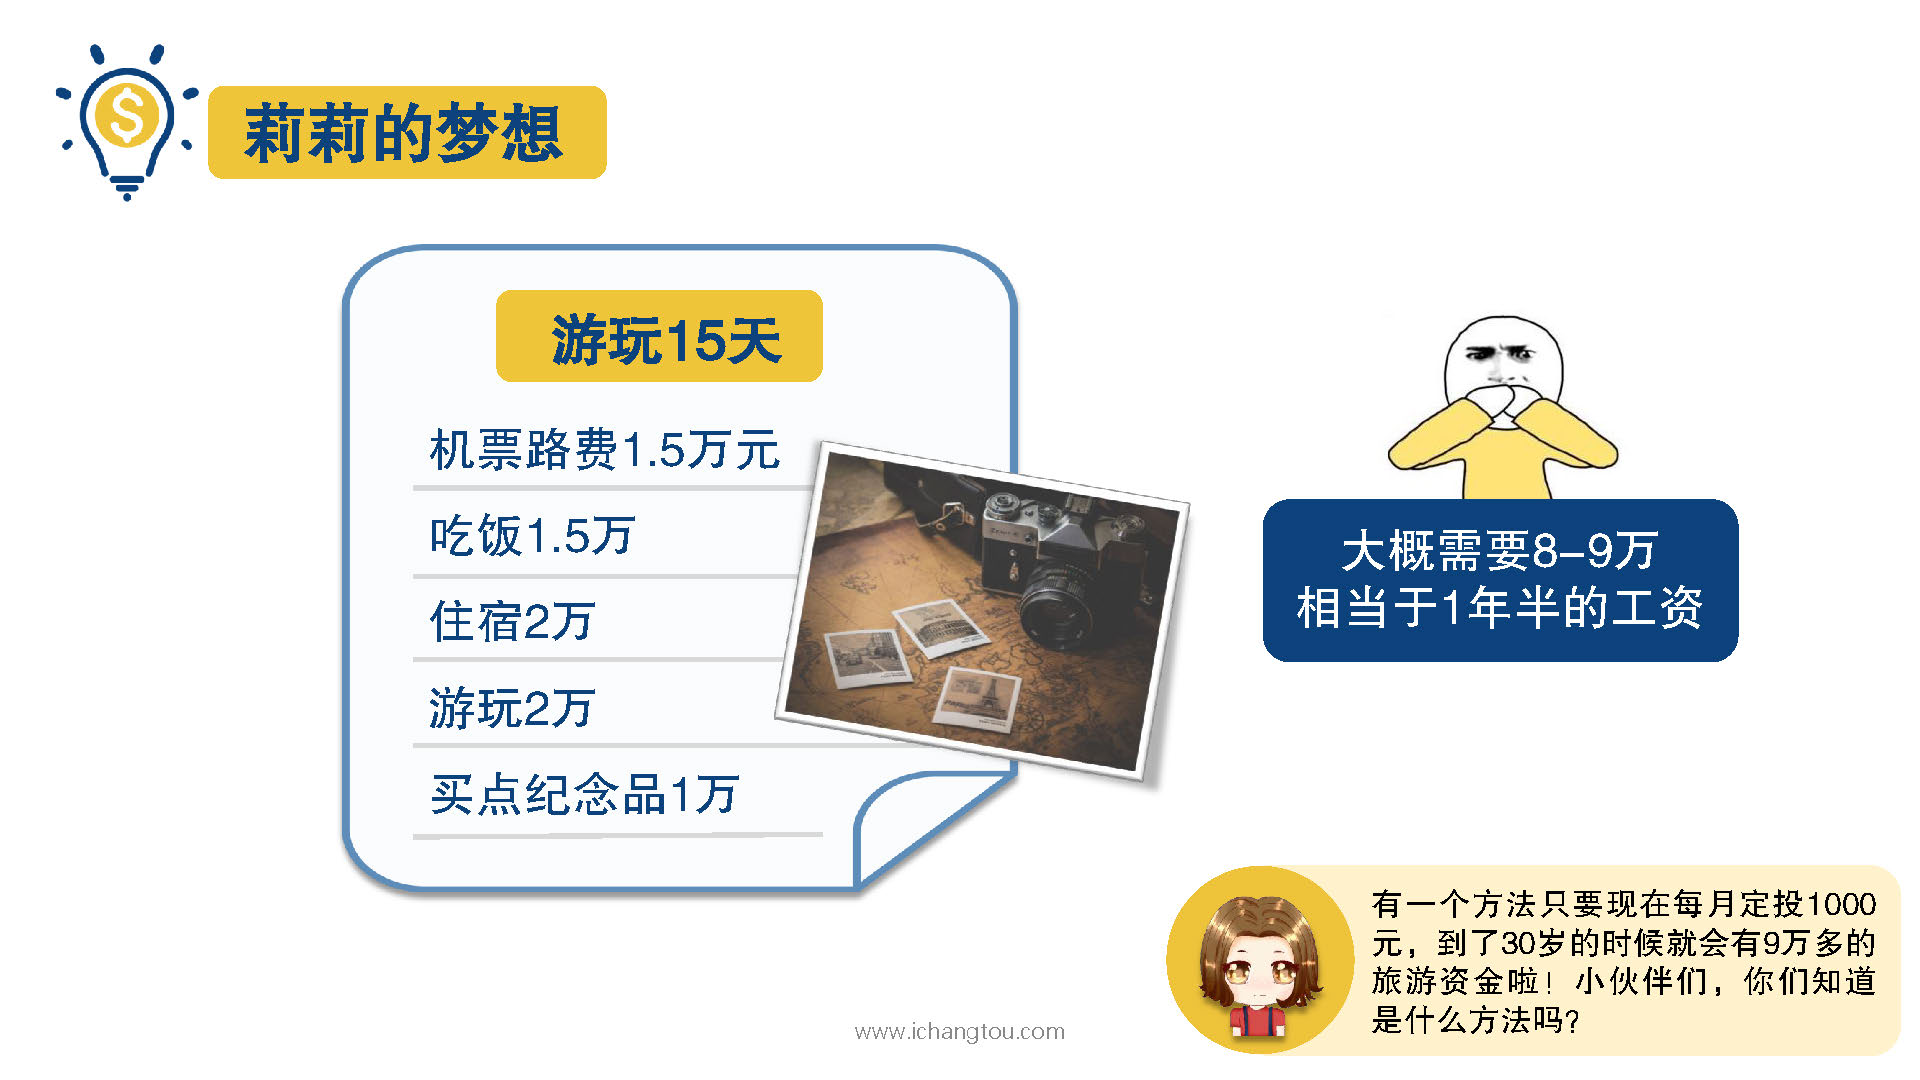 莉莉的梦想
游玩15天
机票路费1.5万元
吃饭1.5万
住宿2万
游玩2万
买点纪念品1万
大概需要8-9万
相当于1年半的工资
有一个方法只要现在每月定投1000
元，到了30岁的时候就会有9万多的
旅游资金啦！小伙伴们，你们知道
是什么方法吗？
www.ichangtou.com